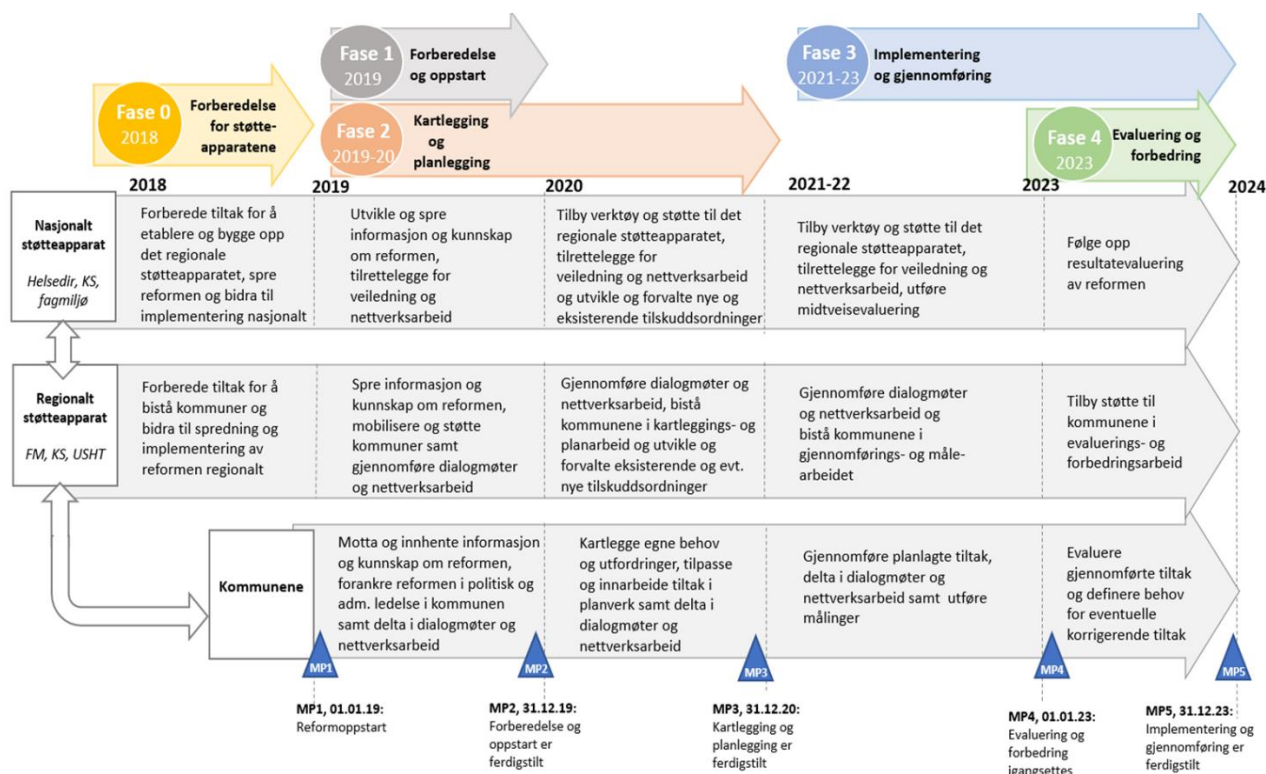 Fase 0
2018
Forberedelse
for støtte-
apparatene
Fase 1
2019
Forberedelse
og oppstart
Fase 2
2019-20
Kartlegging
og
planlegging
Fase 3
2021-23
Implementering
og gjennomføring
Fase 4
2023
Evaluering og
forbedring
2018
2019
2020
2021-22
2023
2024
Nasjonalt
støtteapparat
Helsedir, KS,
fagmiljø
Forberede tiltak for å
etablere og bygge opp
det regionale
støtteapparatet, spre
reformen og bidra til
implementering nasjonalt
Utvikle og spre
informasjon og kunnskap
om reformen,
tilrettelegge for
veiledning og
nettverksarbeid
Tilby verktøy og støtte til det
regionale støtteapparatet,
tilrettelegge for
veiledning og nettverksarbeid
og utvikle og forvalte nye og
eksisterende tilskuddsordninger
Tilby verktøy og støtte til det
regionale støtteapparatet,
tilrettelegge for veiledning og
nettverksarbeid, utføre
midtveisevaluering
Følge opp
resultatevaluering
av reformen
Regionalt
støtteapparat
FM, KS, USHT
Forberede tiltak for å
bistå kommuner og
bidra til spredning og
implementering av
reformen regionalt
Spre informasjon og
kunnskap om reformen,
mobilisere og støtte
kommuner samt
gjennomføre dialogmøter
og nettverksarbeid
Gjennomføre dialogmøter og
nettverksarbeid, bistå
kommunene i kartleggings- og
planarbeid og utvikle og
forvalte eksisterende og evt.
nye tilskuddsordninger
Gjennomføre dialogmøter
og nettverksarbeid og
bistå kommunene i
gjennomførings- og måle-
arbeidet
Tilby støtte til
kommunene i
evaluerings- og
forbedringsarbeid
Kommunene
Motta og innhente informasjon
og kunnskap om reformen,
forankre reformen i politisk og
adm. ledelse i kommunen
samt delta i dialogmøter og
nettverksarbeid
Kartlegge egne behov
og utfordringer, tilpasse
og innarbeide tiltak i
planverk samt delta i
dialogmøter og
nettverksarbeid
Gjennomføre planlagte tiltak,
delta i dialogmøter og
nettverksarbeid samt utføre
målinger
Evaluere
gjennomførte tiltak
og definere behov
for eventuelle
korrigerende tiltak
MP1
MP2
MP3
MP4
MP5
MP1, 01.01.19:
Reformoppstart
MP2, 31.12.19:
Forberedelse og
oppstart er
ferdigstilt
MP3, 31.12.20:
Kartlegging og
planlegging er
ferdigstilt
MP4, 01.01.23:
Evaluering og
forbedring
igangsettes
MP5, 31.12.23:
Implementering og
gjennomføring er
ferdigstilt